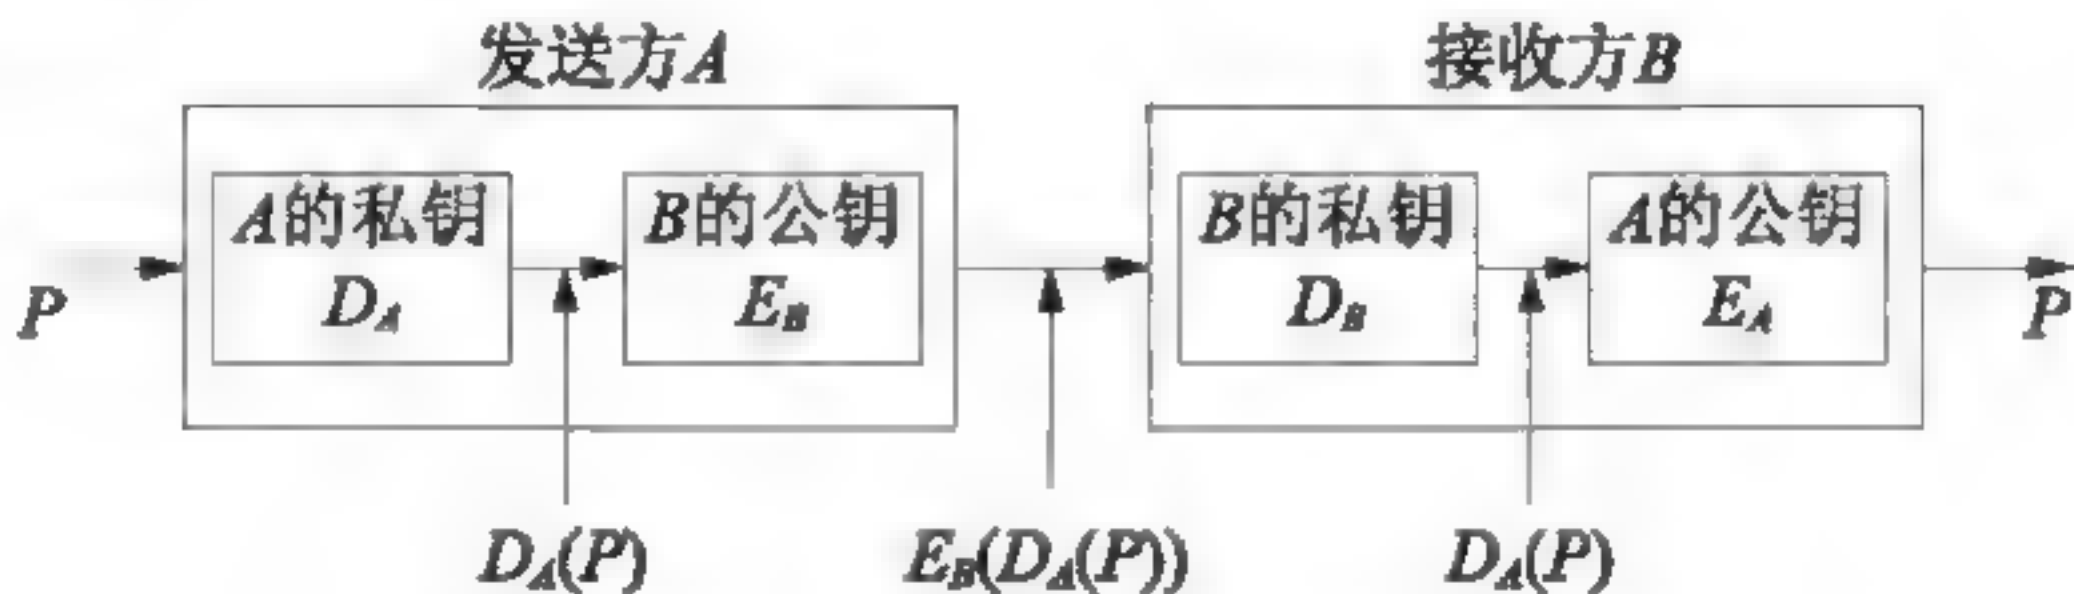 发送方A
接收方B
A的私钥
D_A
B的公钥
E_B
B的私钥
D_B
A的公钥
E_A
P
P
D_A(P)
E_B(D_A(P))
D_A(P)